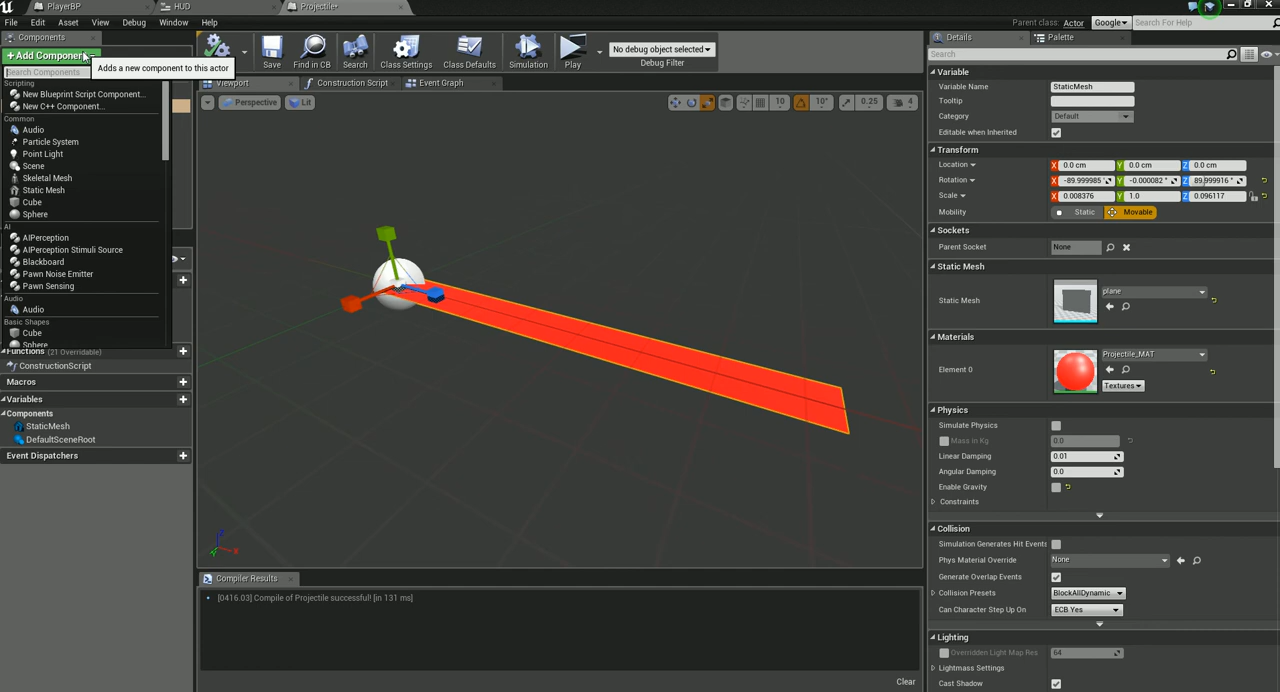 PlayerBP
HUD
Projectile*
File Edit Asset View Debug Window Help
Parent class: Actor Google Search For Help
Components
+Add Component
Search Components
Adds a new component to this actor
Scripting
New Blueprint Script Component...
New C++ Component...
Common
Audio
Particle System
Point Light
Scene
Skeletal Mesh
Static Mesh
Cube
Sphere
AI
AIPerception
AIPerception Stimuli Source
Blackboard
Pawn Noise Emitter
Pawn Sensing
Audio
Audio
Basic Shapes
Cube
Sphere
Functions (21 Overridable)
ConstructionScript
Macros
Variables
Components
StaticMesh
DefaultSceneRoot
Event Dispatchers
Save
Find in CB
Search
Class Settings
Class Defaults
Simulation
Play
No debug object selected
Debug Filter
Viewport
Construction Script
Event Graph
Perspective Lit
10 10° 0.25 4
Compiler Results
[0416.03] Compile of Projectile successful! [in 131 ms]
Clear
Details
Palette
Search
Variable
Variable Name StaticMesh
Tooltip
Category Default
Editable when Inherited
Transform
Location X 0.0 cm Y 0.0 cm Z 0.0 cm
Rotation X -89.999985 ° Y -0.000082 ° Z 89.999916 °
Scale X 0.008376 Y 1.0 Z 0.096117
Mobility Static Movable
Sockets
Parent Socket None
Static Mesh
Static Mesh plane
Materials
Element 0 Projectile_MAT
Textures
Physics
Simulate Physics
Mass in Kg 0.0
Linear Damping 0.01
Angular Damping 0.0
Enable Gravity
Constraints
Collision
Simulation Generates Hit Events
Phys Material Override None
Generate Overlap Events
Collision Presets BlockAllDynamic
Can Character Step Up On ECB Yes
Lighting
Overridden Light Map Res 64
Lightmass Settings
Cast Shadow